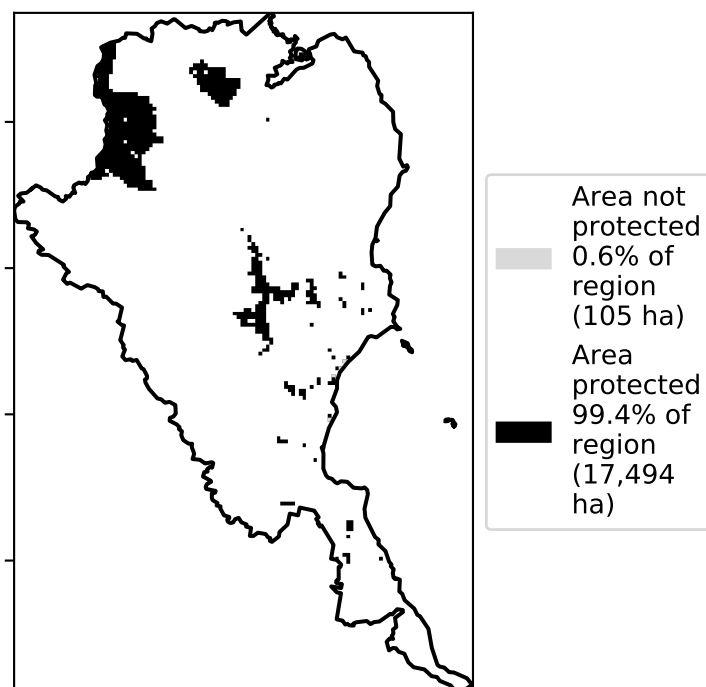 Area not
protected
0.6% of
region
(105 ha)
Area
protected
99.4% of
region
(17,494
ha)